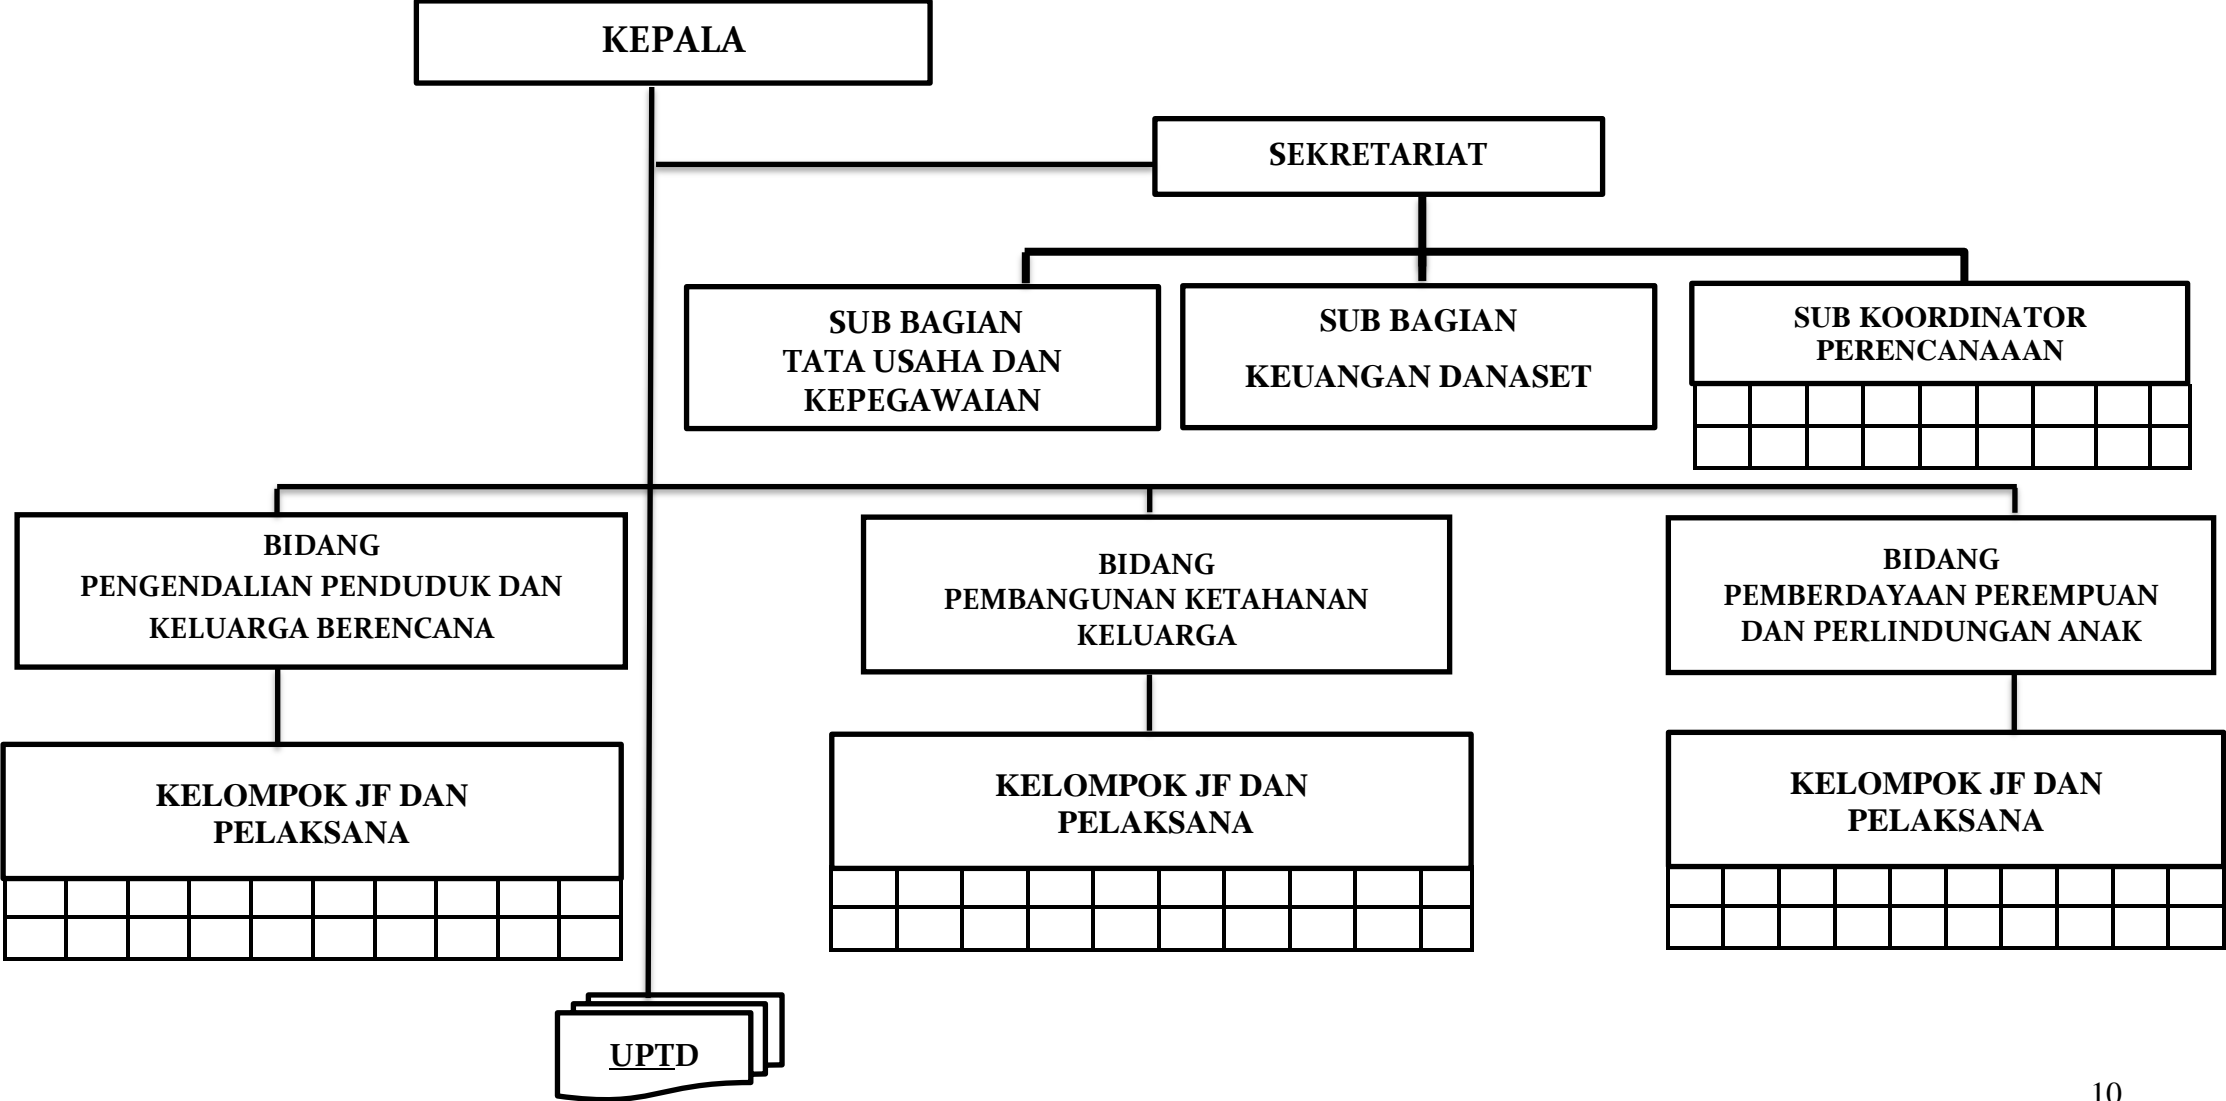 KEPALA
SEKRETARIAT
SUB BAGIAN
TATA USAHA DAN
KEPEGAWAIAN
SUB BAGIAN
KEUANGAN DANASET
SUB KOORDINATOR
PERENCANAAAN
BIDANG
PENGENDALIAN PENDUDUK DAN
KELUARGA BERENCANA
BIDANG
PEMBANGUNAN KETAHANAN
KELUARGA
BIDANG
PEMBERDAYAAN PEREMPUAN
DAN PERLINDUNGAN ANAK
KELOMPOK JF DAN
PELAKSANA
KELOMPOK JF DAN
PELAKSANA
KELOMPOK JF DAN
PELAKSANA
UPTD
10